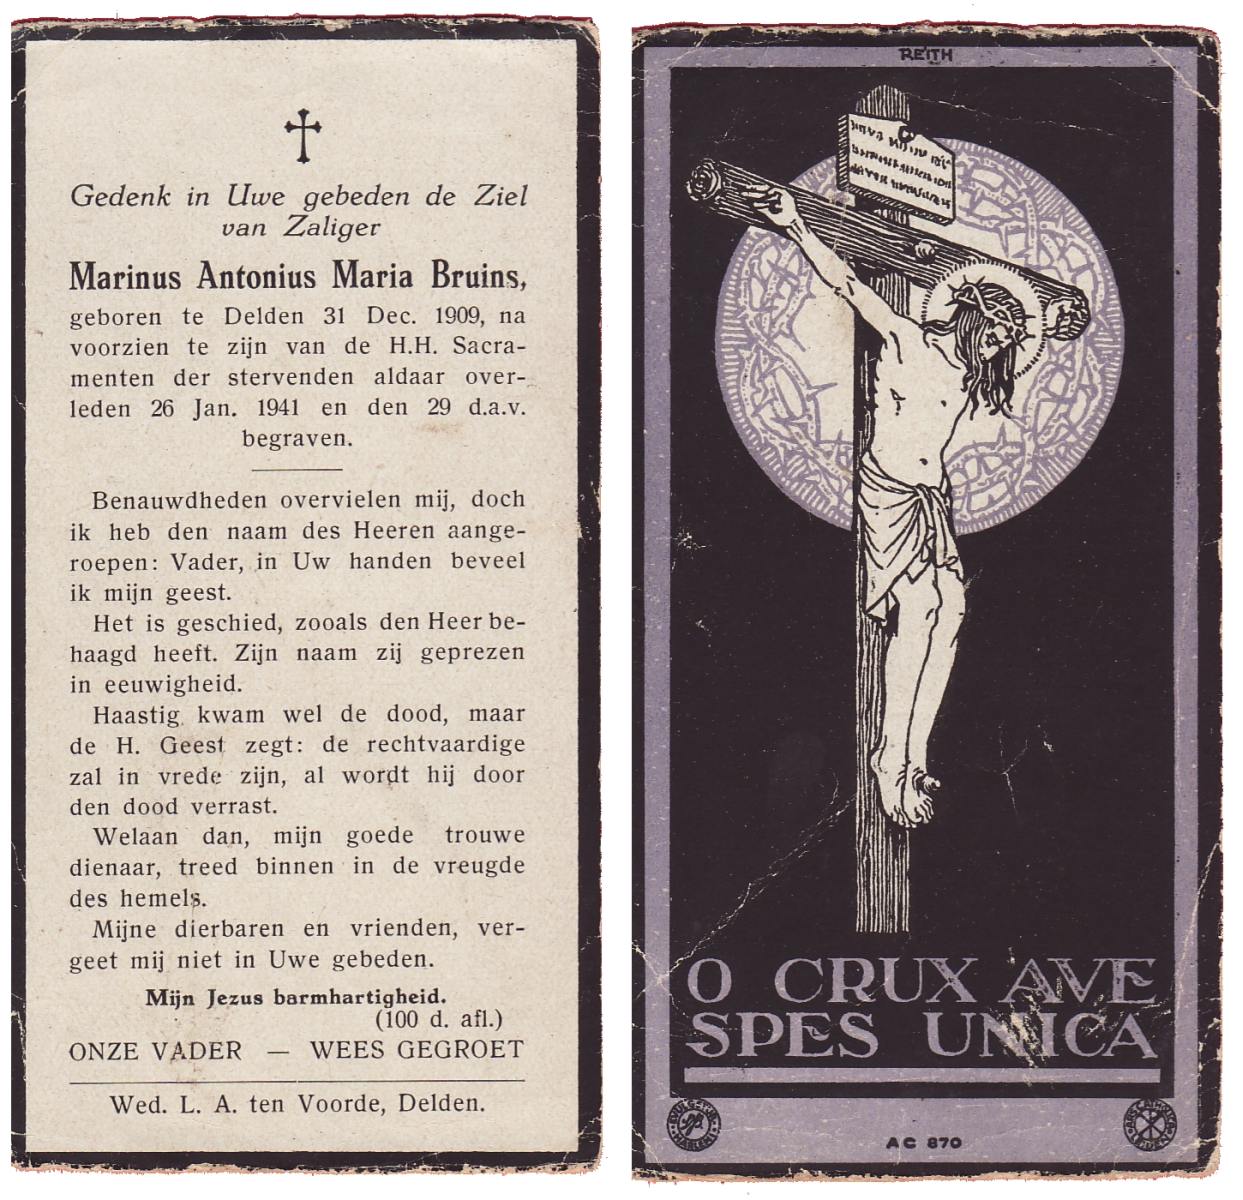 Gedenk in Uwe gebeden de Ziel
van Zaliger
Marinus Antonius Maria Bruins,
geboren te Delden 31 Dec. 1909, na
voorzien te zijn van de H.H. Sacra-
menten der stervenden aldaar over-
leden 26 Jan. 1941 en den 29 d.a.v.
begraven.
Benauwdheden overvielen mij, doch
ik heb den naam des Heeren aange-
roepen: Vader, in Uw handen beveel
ik mijn geest.
Het is geschied, zooals den Heer be-
haagd heeft. Zijn naam zij geprezen
in eeuwigheid.
Haastig kwam wel de dood, maar
de H. Geest zegt: de rechtvaardige
zal in vrede zijn, al wordt hij door
den dood verrast.
Welaan dan, mijn goede trouwe
dienaar, treed binnen in de vreugde
des hemels.
Mijne dierbaren en vrienden, ver-
geet mij niet in Uwe gebeden.
Mijn Jezus barmhartigheid.
(100 d. afl.)
ONZE VADER — WEES GEGROET
Wed. L. A. ten Voorde, Delden.
REITH
O CRUX AVE
SPES UNICA
AC 870